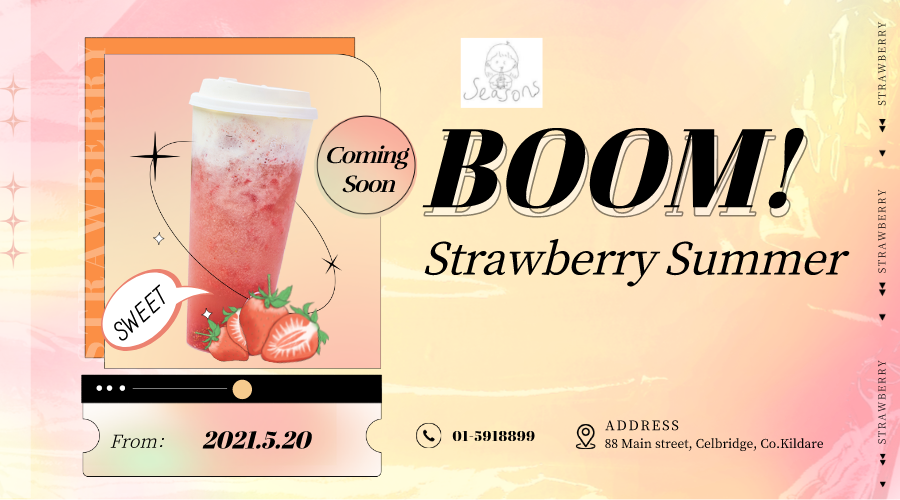 STRAWBERRY
Seasons
Coming
Soon
BOOM!
Strawberry Summer
SWEET
From:
2021.5.20
01-5918899
ADDRESS
88 Main street, Celbridge, Co.Kildare
STRAWBERRY
STRAWBERRY
STRAWBERRY